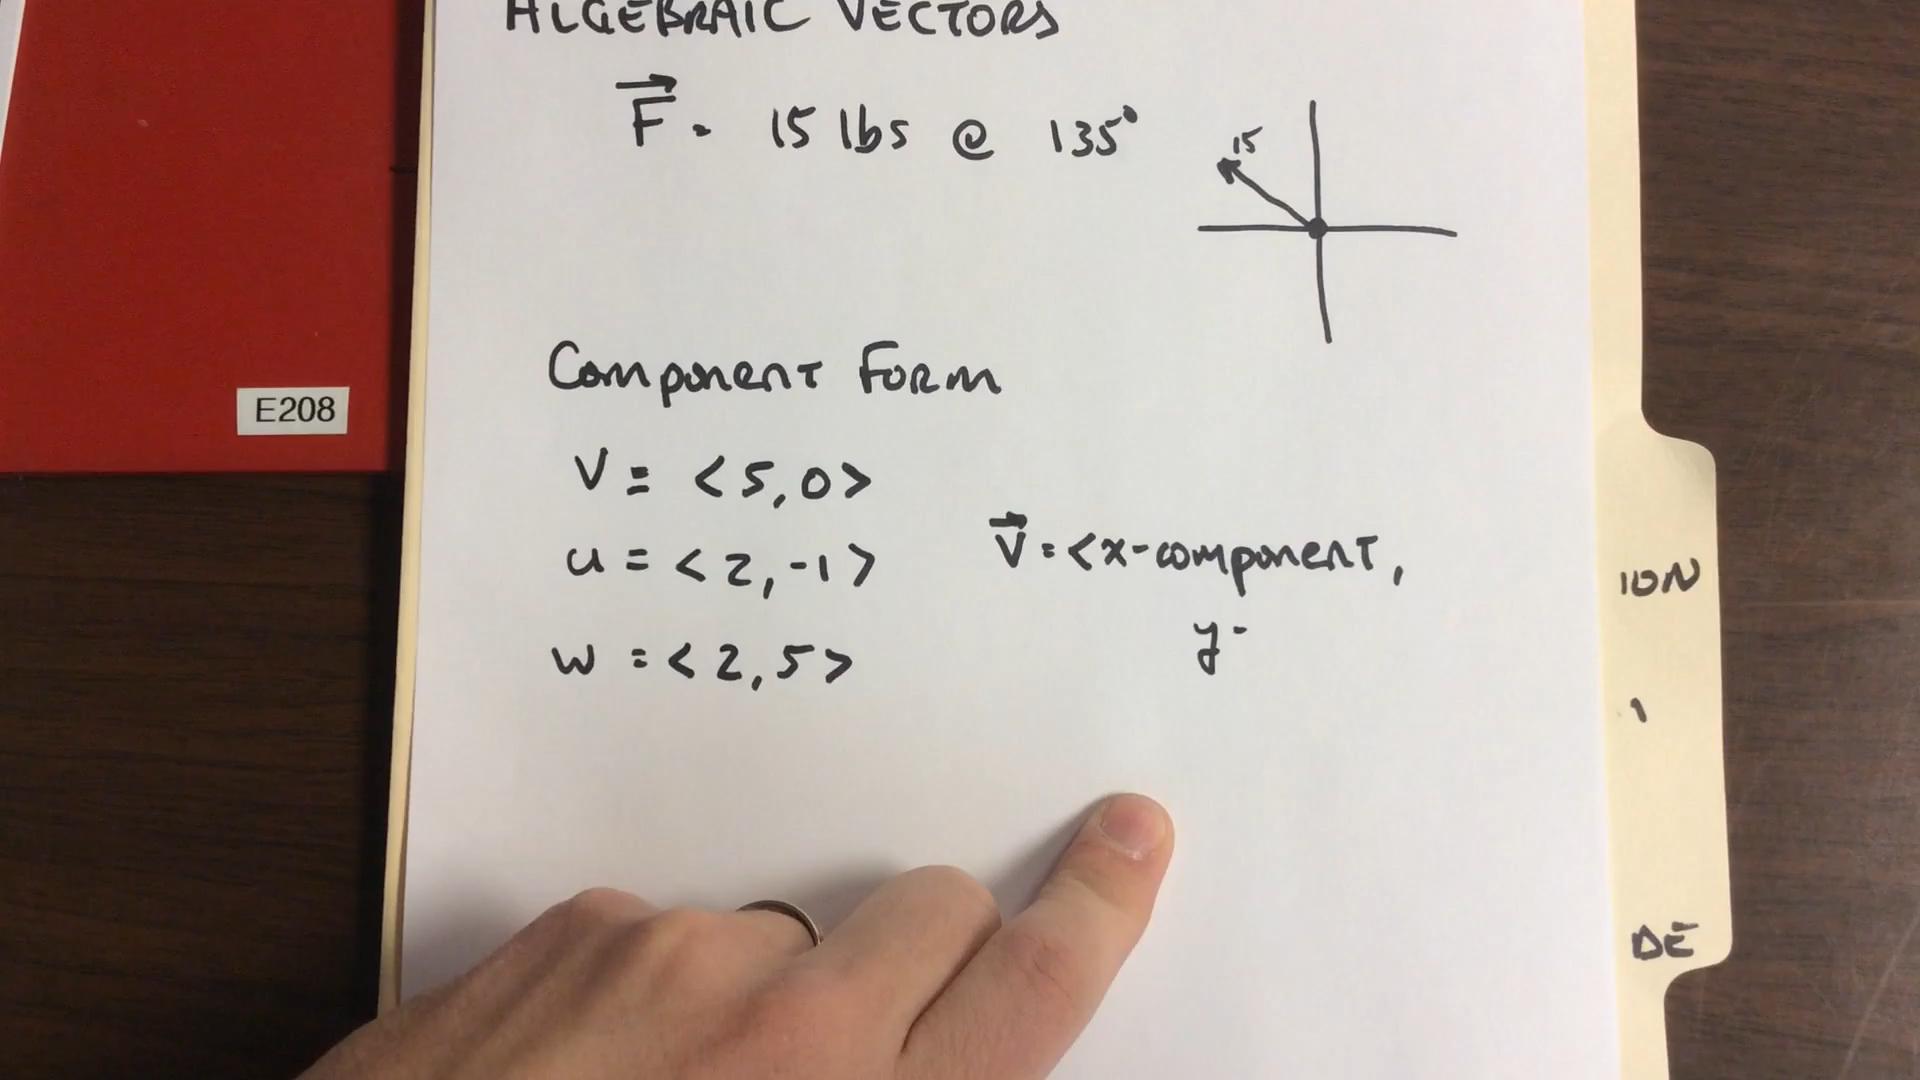 ALGEBRAIC VECTORS
F = 15 lbs @ 135°
15
Component Form
E208
V = <5,0>
V = <x-component,
u = <2,-1>
y-
w = <2,5>
ION
DE